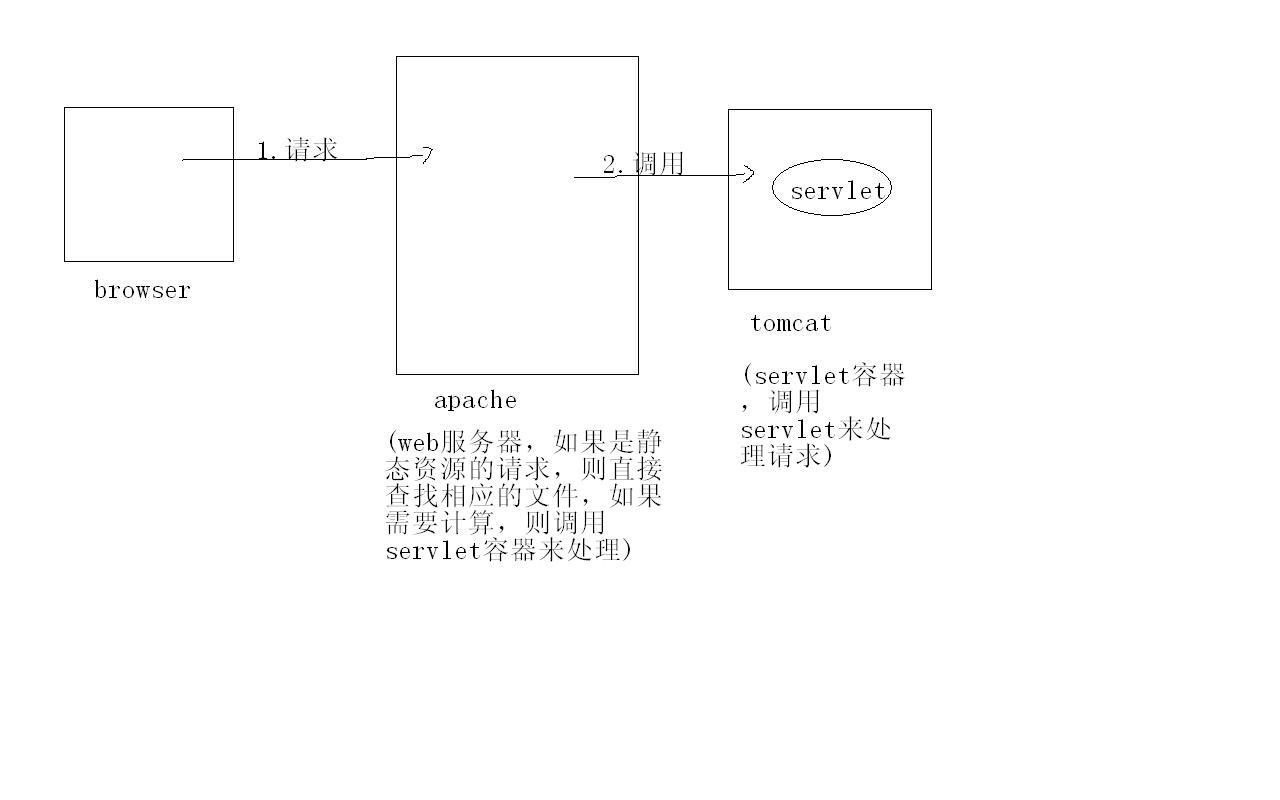 1.请求
2.调用
servlet
browser
tomcat
apache
(web服务器，如果是静
态资源的请求，则直接
查找相应的文件，如果
需要计算，则调用
servlet容器来处理)
(servlet容器
，调用
servlet来处
理请求)